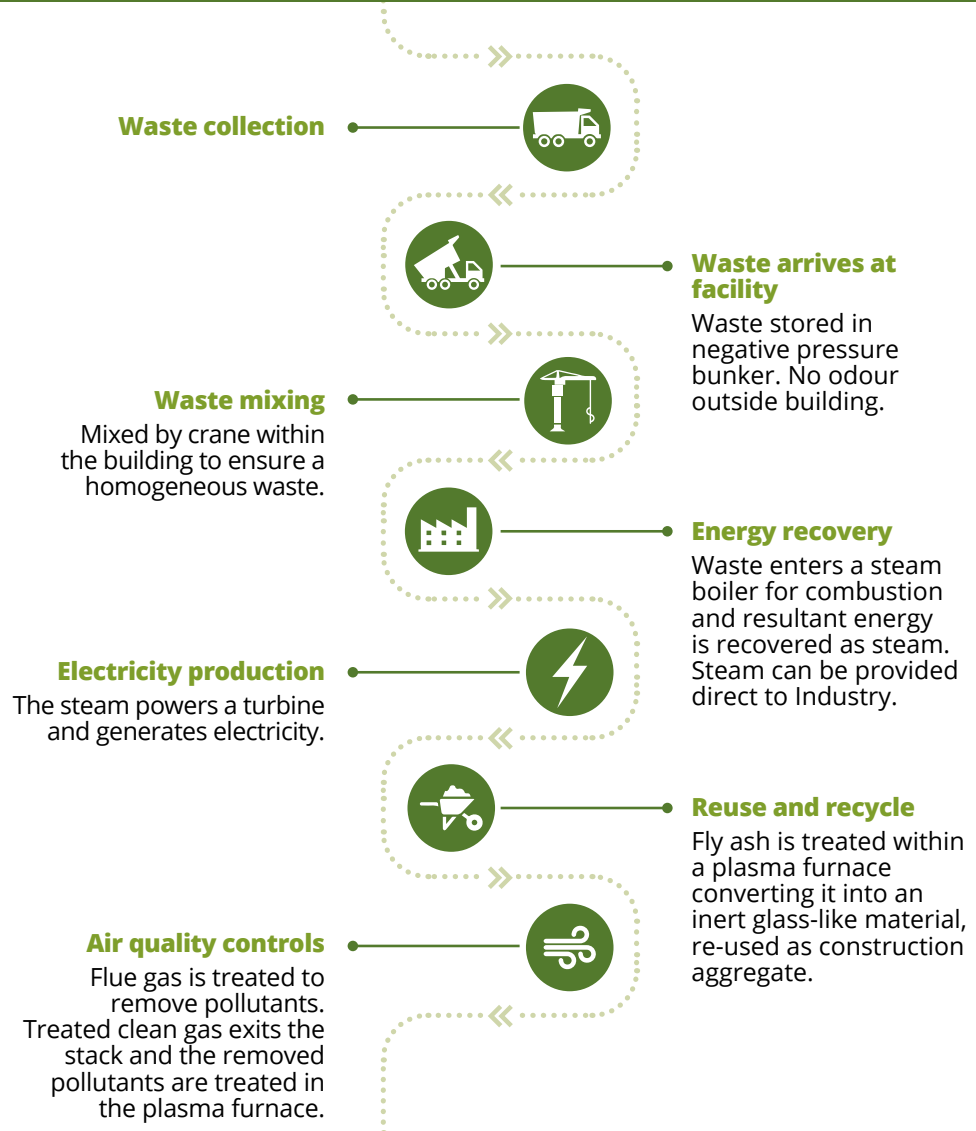 Waste collection
Waste arrives at
facility
Waste stored in
negative pressure
bunker. No odour
outside building.
Waste mixing
Mixed by crane within
the building to ensure a
homogeneous waste.
Energy recovery
Waste enters a steam
boiler for combustion
and resultant energy
is recovered as steam.
Steam can be provided
direct to Industry.
Electricity production
The steam powers a turbine
and generates electricity.
Reuse and recycle
Fly ash is treated within
a plasma furnace
converting it into an
inert glass-like material,
re-used as construction
aggregate.
Air quality controls
Flue gas is treated to
remove pollutants.
Treated clean gas exits the
stack and the removed
pollutants are treated in
the plasma furnace.